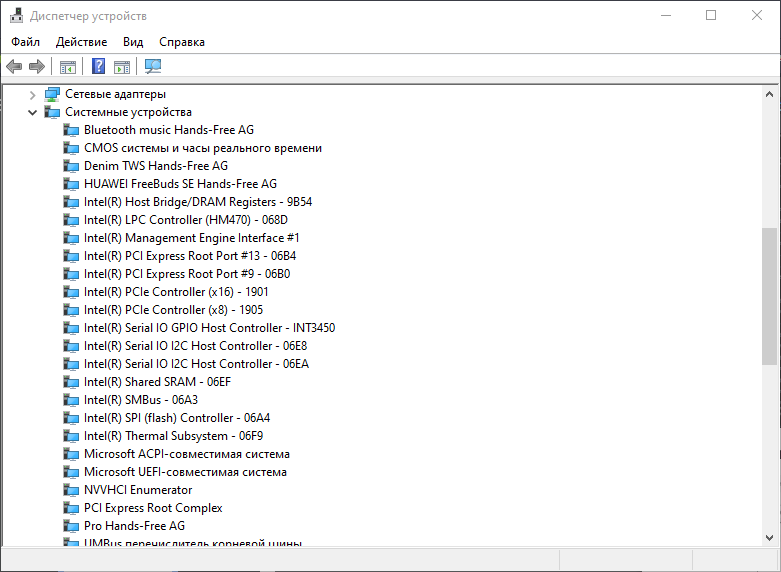 Диспетчер устройств
Файл Действие Вид Справка
Сетевые адаптеры
Системные устройства
Bluetooth music Hands-Free AG
CMOS системы и часы реального времени
Denim TWS Hands-Free AG
HUAWEI FreeBuds SE Hands-Free AG
Intel(R) Host Bridge/DRAM Registers - 9B54
Intel(R) LPC Controller (HM470) - 068D
Intel(R) Management Engine Interface #1
Intel(R) PCI Express Root Port #13 - 06B4
Intel(R) PCI Express Root Port #9 - 06B0
Intel(R) PCIe Controller (x16) - 1901
Intel(R) PCIe Controller (x8) - 1905
Intel(R) Serial IO GPIO Host Controller - INT3450
Intel(R) Serial IO I2C Host Controller - 06E8
Intel(R) Serial IO I2C Host Controller - 06EA
Intel(R) Shared SRAM - 06EF
Intel(R) SMBus - 06A3
Intel(R) SPI (flash) Controller - 06A4
Intel(R) Thermal Subsystem - 06F9
Microsoft ACPI-совместимая система
Microsoft UEFI-совместимая система
NVVHCI Enumerator
PCI Express Root Complex
Pro Hands-Free AG
UMBus перечислитель корневой шины